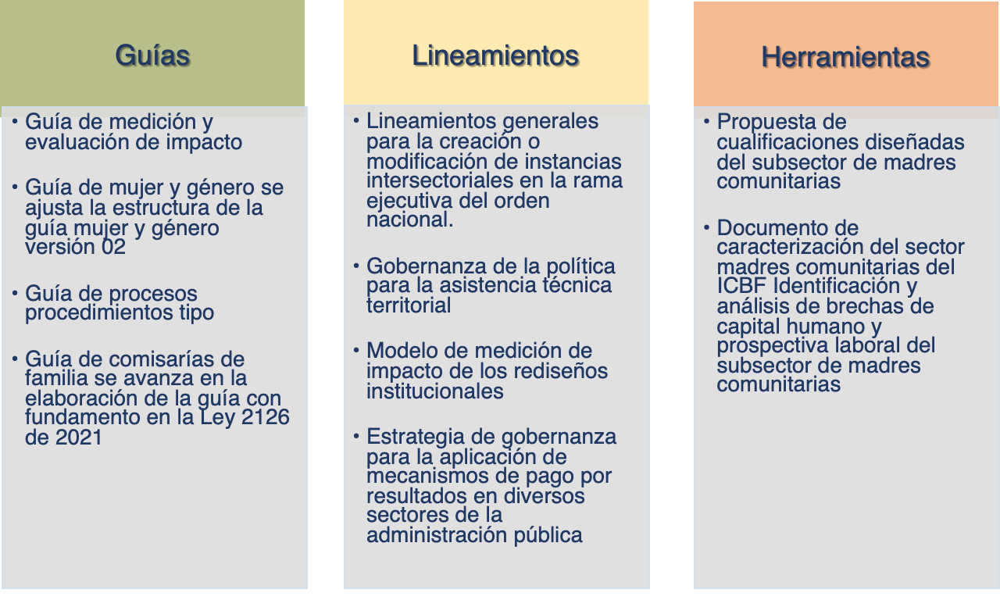 Guías
• Guía de medición y
evaluación de impacto
• Guía de mujer y género se
ajusta la estructura de la
guía mujer y género
versión 02
• Guía de procesos
procedimientos tipo
• Guía de comisarías de
familia se avanza en la
elaboración de la guía con
fundamento en la Ley 2126
de 2021
Lineamientos
• Lineamientos generales
para la creación o
modificación de instancias
intersectoriales en la rama
ejecutiva del orden
nacional.
• Gobernanza de la política
para la asistencia técnica
territorial
• Modelo de medición de
impacto de los rediseños
institucionales
• Estrategia de gobernanza
para la aplicación de
mecanismos de pago por
resultados en diversos
sectores de la
administración pública
Herramientas
• Propuesta de
cualificaciones diseñadas
del subsector de madres
comunitarias
• Documento de
caracterización del sector
madres comunitarias del
ICBF Identificación y
análisis de brechas de
capital humano y
prospectiva laboral del
subsector de madres
comunitarias